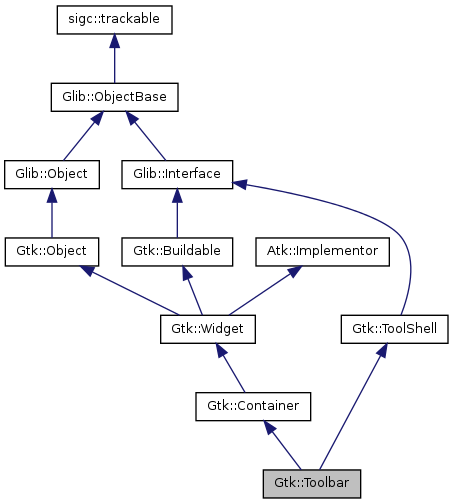 sigc::trackable
Glib::ObjectBase
Glib::Object
Glib::Interface
Gtk::Object
Gtk::Buildable
Atk::Implementor
Gtk::Widget
Gtk::ToolShell
Gtk::Container
Gtk::Toolbar